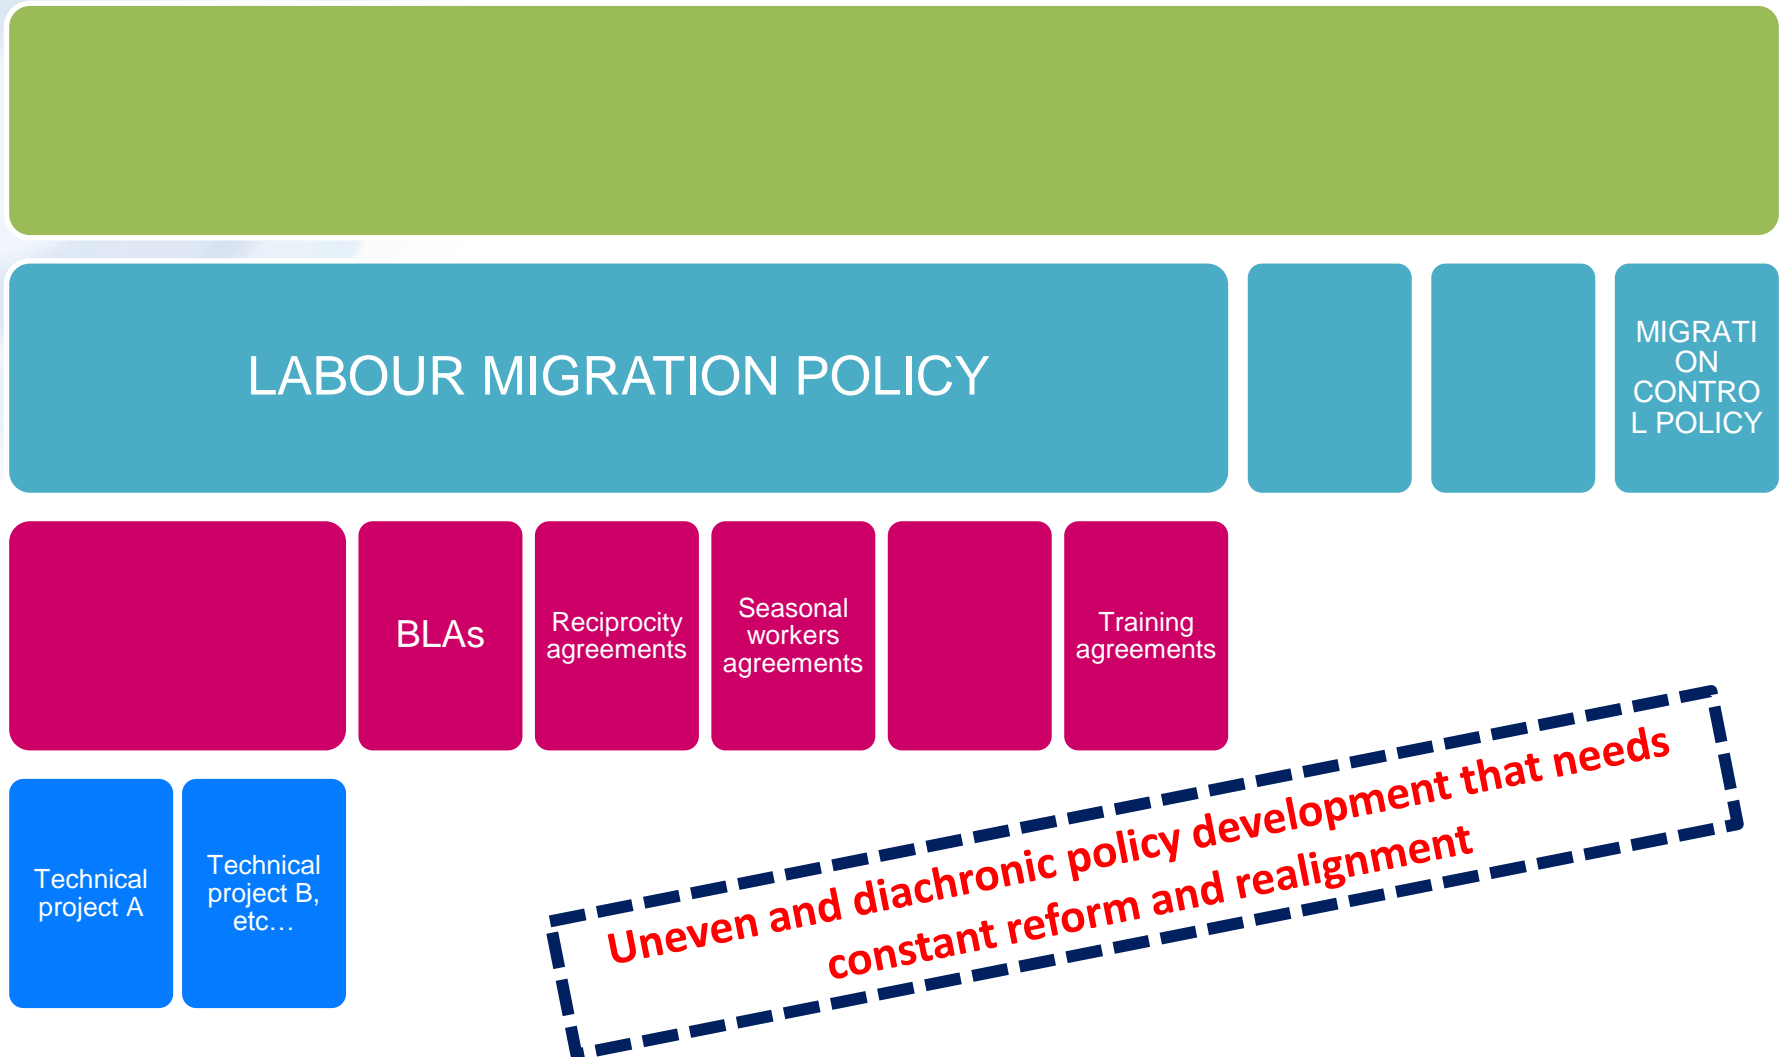 LABOUR MIGRATION POLICY
MIGRATI
ON
CONTRO
L POLICY
BLAs
Reciprocity
agreements
Seasonal
workers
agreements
Training
agreements
Technical
project A
Technical
project B,
etc…
Uneven and diachronic policy development that needs
constant reform and realignment